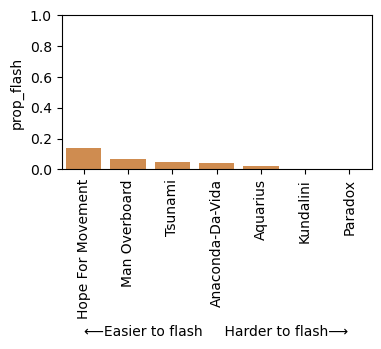 1.0
0.8
0.6
0.4
0.2
0.0
prop_flash
Hope For Movement
Man Overboard
Tsunami
Anaconda-Da-Vida
Aquarius
Kundalini
Paradox
⟵Easier to flash     Harder to flash⟶